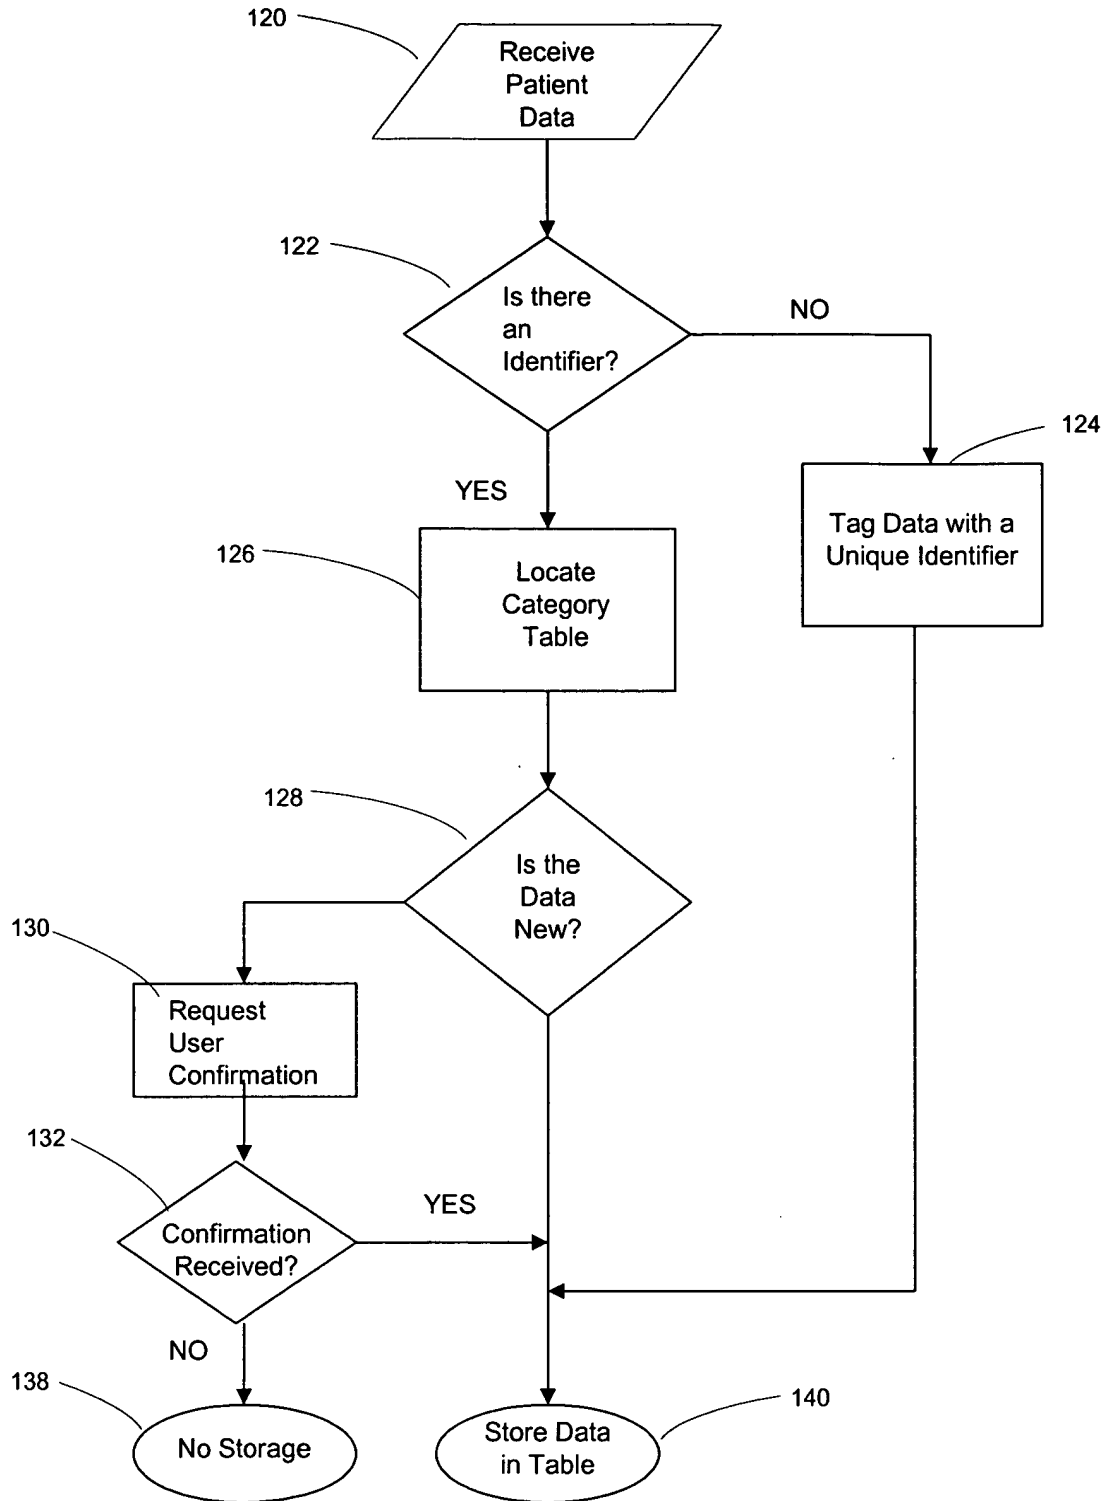 120
Receive
Patient
Data
122
Is there
an
Identifier?
NO
124
YES
Tag Data with a
Unique Identifier
126
Locate
Category
Table
128
Is the
Data
New?
130
Request
User
Confirmation
132
YES
Confirmation
Received?
NO
138
140
No Storage
Store Data
in Table